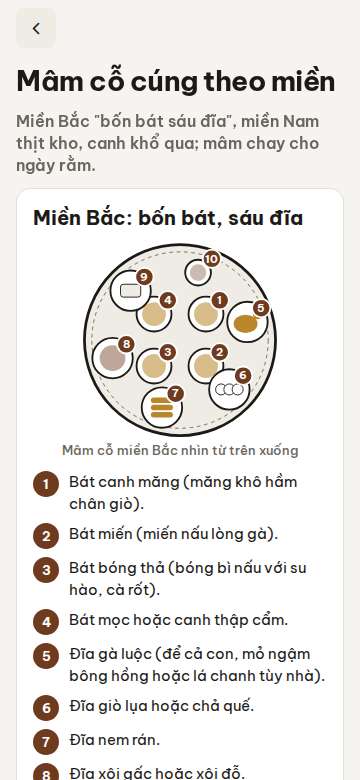 Mâm cỗ cúng theo miền
Miền Bắc "bốn bát sáu đĩa", miền Nam
thịt kho, canh khổ qua; mâm chay cho
ngày rằm.
Miền Bắc: bốn bát, sáu đĩa
10
9
4
1
5
3
2
8
6
7
Mâm cỗ miền Bắc nhìn từ trên xuống
1 Bát canh măng (măng khô hầm
chân giò).
2 Bát miến (miến nấu lòng gà).
3 Bát bóng thả (bóng bì nấu với su
hào, cà rốt).
4 Bát mọc hoặc canh thập cẩm.
5 Đĩa gà luộc (để cả con, mỏ ngậm
bông hồng hoặc lá chanh tùy nhà).
6 Đĩa giò lụa hoặc chả quế.
7 Đĩa nem rán.
8 Đĩa xôi gấc hoặc xôi đỗ.